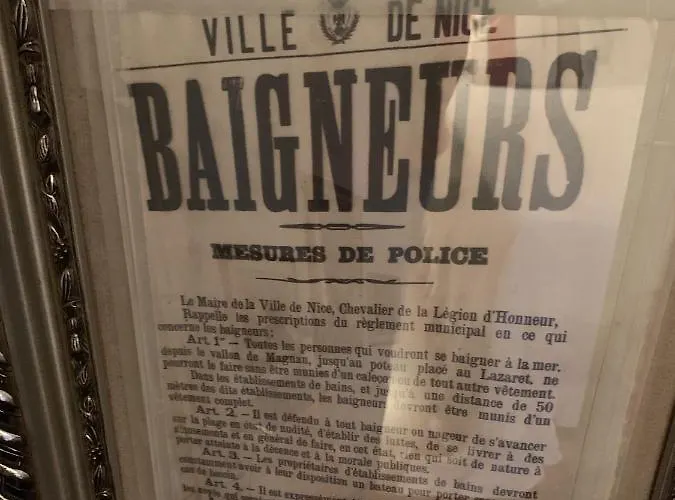 VILLE DE NICE
BAIGNEURS
MESURES DE POLICE
Le Maire de la Ville de Nice, Chevalier de la Légion d'Honneur,
Rappelle les prescriptions du règlement municipal en ce qui
concerne les baigneurs :
Art. 1er — Toutes les personnes qui voudront se baigner à la mer,
depuis le vallon de Magnan, jusqu'au poteau placé au Lazaret, ne
pourront le faire sans être munies d'un caleçon ou de tout autre vêtement.
Dans les établissements de bains, et jusqu'à une distance de 50
mètres des dits établissements, les baigneurs devront être munis d'un
vêtement complet.
Art. 2. — Il est défendu à tout baigneur ou nageur de s'avancer
sur la plage en état de nudité, d'établir des luttes, de se livrer à des
amusements et en général de faire, en cet état, rien qui soit de nature à
porter atteinte à la décence et à la morale publiques.
Art. 3. — Les propriétaires d'établissements de bains devront
constamment avoir à leur disposition un bateau pour porter
cas de besoin.
Art. 4. — Il est